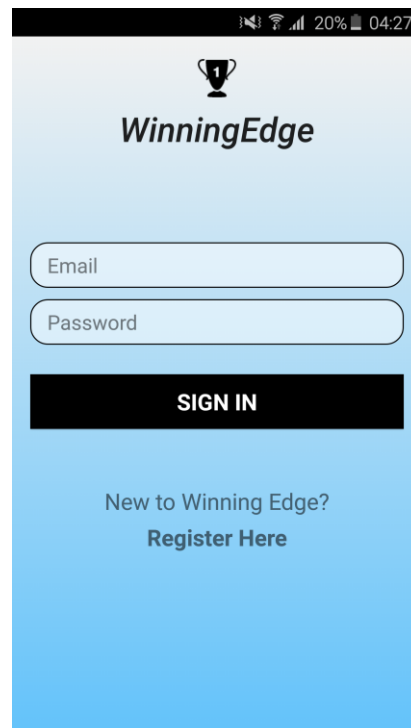 20% 04:27
1
WinningEdge
Email
Password
SIGN IN
New to Winning Edge?
Register Here